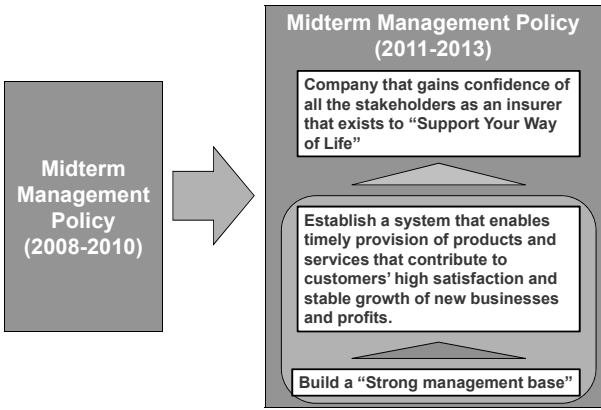 Midterm
Management
Policy
(2008-2010)
Midterm Management Policy
(2011-2013)
Company that gains confidence of
all the stakeholders as an insurer
that exists to “Support Your Way
of Life”
Establish a system that enables
timely provision of products and
services that contribute to
customers’ high satisfaction and
stable growth of new businesses
and profits.
Build a “Strong management base”